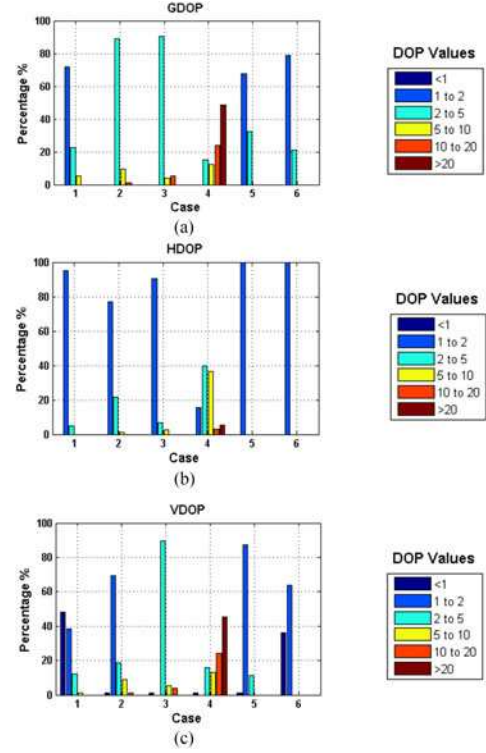 GDOP
100
80
60
40
20
0
Percentage %
1 2 3 4 5 6
Case
(a)
DOP Values
<1
1 to 2
2 to 5
5 to 10
10 to 20
>20
HDOP
100
80
60
40
20
0
Percentage %
1 2 3 4 5 6
Case
(b)
DOP Values
<1
1 to 2
2 to 5
5 to 10
10 to 20
>20
VDOP
100
80
60
40
20
0
Percentage %
1 2 3 4 5 6
Case
(c)
DOP Values
<1
1 to 2
2 to 5
5 to 10
10 to 20
>20